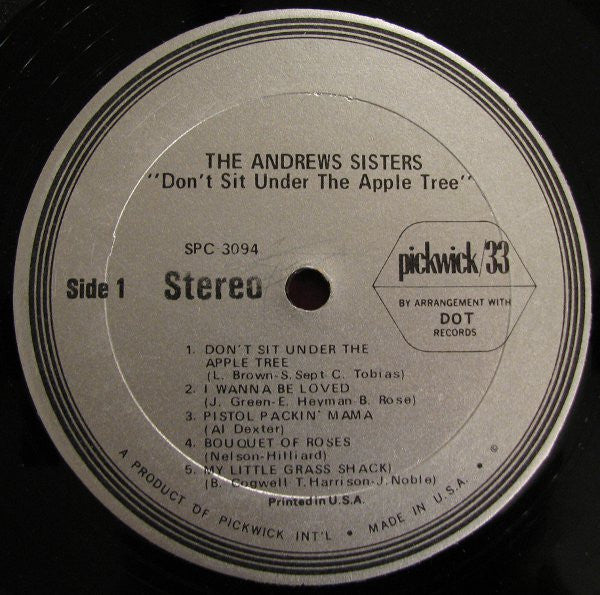 THE ANDREWS SISTERS
"Don't Sit Under The Apple Tree"
SPC 3094
Side 1 Stereo
pickwick/33
BY ARRANGEMENT WITH
DOT
RECORDS
1. DON'T SIT UNDER THE
APPLE TREE
(L. Brown-S. Sept-C. Tobias)
2. I WANNA BE LOVED
(J. Green-E. Heyman-B. Rose)
3. PISTOL PACKIN' MAMA
(Al Dexter)
4. BOUQUET OF ROSES
(Nelson-Hilliard)
5. MY LITTLE GRASS SHACK)
(B. Cogwell T. Harrison-J. Noble)
Printed in U.S.A.
A PRODUCT OF PICKWICK INT'L • MADE IN U.S.A. • ©